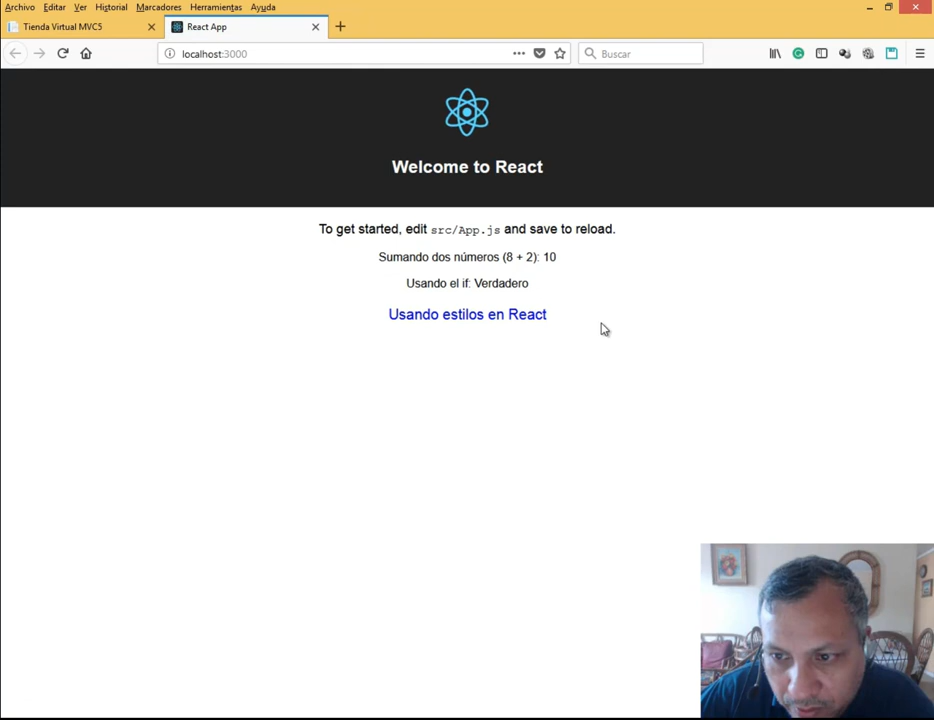 Archivo Editar Ver Historial Marcadores Herramientas Ayuda
Tienda Virtual MVC5
React App
localhost:3000
Buscar
Welcome to React
To get started, edit src/App.js and save to reload.
Sumando dos números (8 + 2): 10
Usando el if: Verdadero
Usando estilos en React